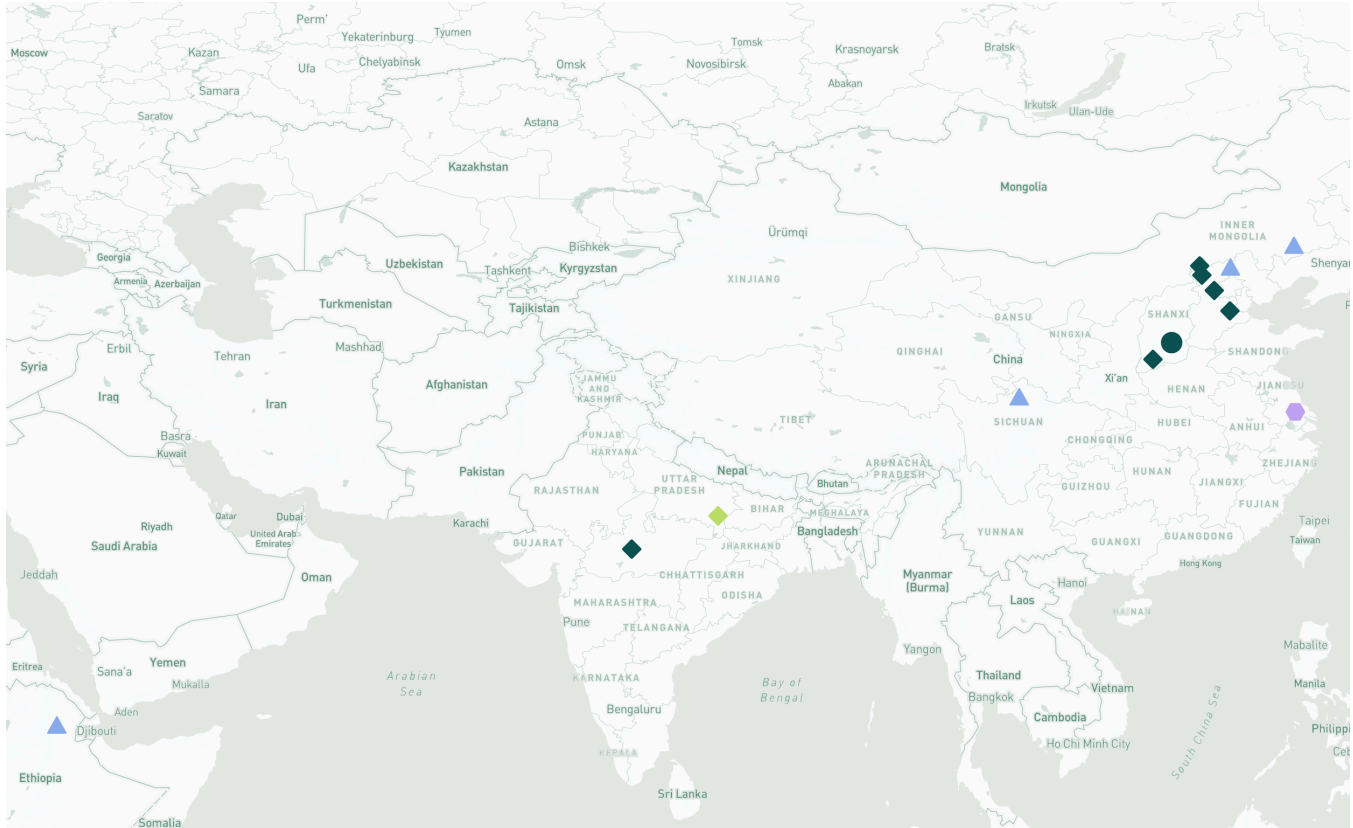 Perm'
Moscow
Kazan
Yekaterinburg
Tyumen
Tomsk
Krasnoyarsk
Bratsk
Ufa
Chelyabinsk
Omsk
Novosibirsk
Samara
Abakan
Irkutsk
Ulan-Ude
Saratov
Astana
Kazakhstan
Mongolia
Ürümqi
INNER
MONGOLIA
Bishkek
Georgia
Uzbekistan
Tashkent
Kyrgyzstan
Shenya
Armenia
Azerbaijan
XINJIANG
Turkmenistan
Tajikistan
GANSU
SHANXI
NINGXIA
Erbil
Tehran
Mashhad
QINGHAI
China
SHANDONG
Syria
Afghanistan
JAMMU
AND
KASHMIR
Xi'an
HENAN
JIANGSU
Iraq
Iran
TIBET
SICHUAN
HUBEI
ANHUI
Basra
Kuwait
PUNJAB
HARYANA
CHONGQING
Pakistan
Nepal
ARUNACHAL
PRADESH
HUNAN
ZHEJIANG
UTTAR
PRADESH
Bhutan
GUIZHOU
JIANGXI
RAJASTHAN
BIHAR
MEGHALAYA
FUJIAN
Qatar
Dubai
Riyadh
Karachi
Bangladesh
YUNNAN
Taipei
Saudi Arabia
United Arab
Emirates
GUJARAT
JHARKHAND
GUANGXI
GUANGDONG
Taiwan
Hong Kong
Jeddah
Oman
CHHATTISGARH
Myanmar
(Burma)
Hanoi
ODISHA
MAHARASHTRA
Laos
HAINAN
Pune
TELANGANA
Yangon
Mabalite
Eritrea
Sana'a
Yemen
Mukalla
Arabian
Sea
KARNATAKA
Bay of
Bengal
Thailand
Bangkok
Vietnam
Manila
Aden
Djibouti
Bengaluru
Cambodia
Philippi
Ho Chi Minh City
South China Sea
Ceb
KERALA
Ethiopia
Sri Lanka
Somalia